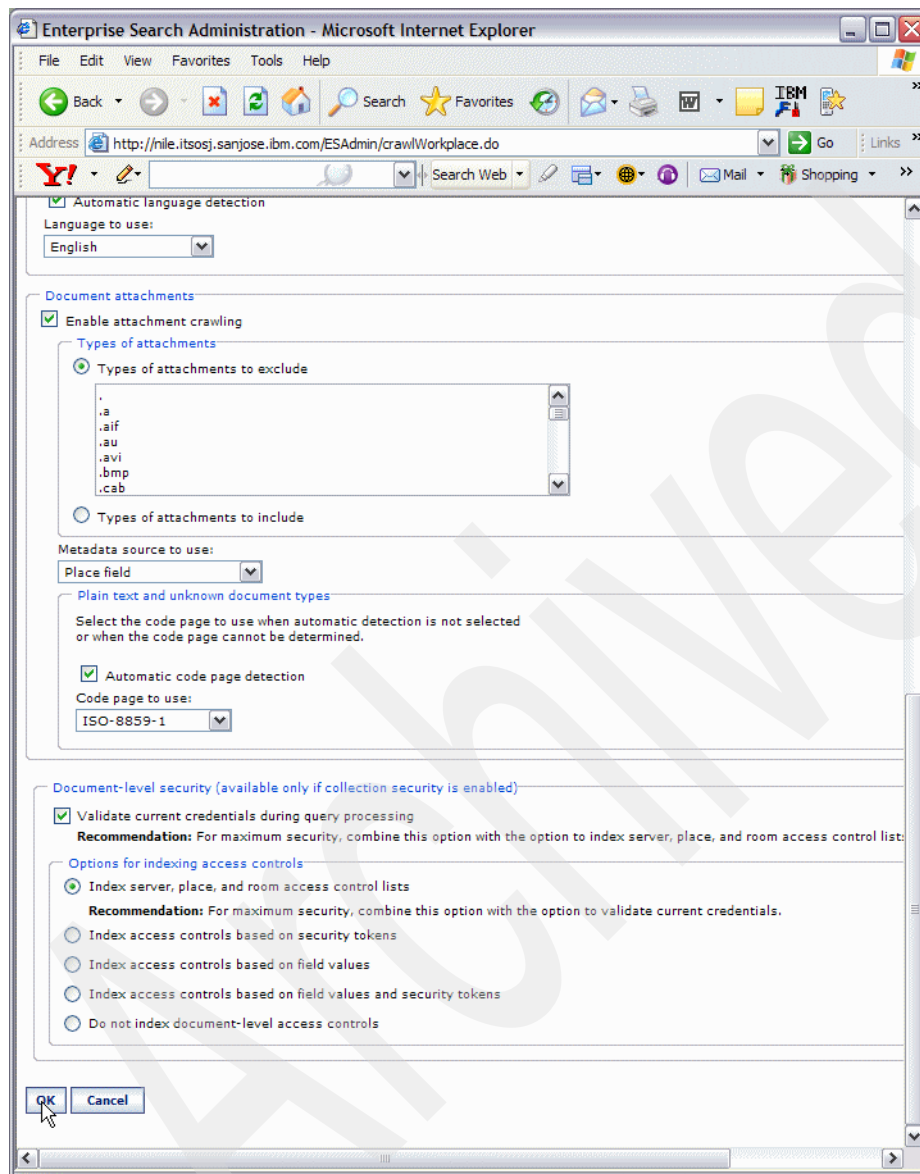 Enterprise Search Administration - Microsoft Internet Explorer
File Edit View Favorites Tools Help
Back Search Favorites IBM
Address http://nile.itsosj.sanjose.ibm.com/ESAdmin/crawlWorkplace.do Go Links »
Y! Search Web Mail Shopping »
Automatic language detection
Language to use:
English
Document attachments
Enable attachment crawling
Types of attachments
Types of attachments to exclude
.
.a
.aif
.au
.avi
.bmp
.cab
Types of attachments to include
Metadata source to use:
Place field
Plain text and unknown document types
Select the code page to use when automatic detection is not selected
or when the code page cannot be determined.
Automatic code page detection
Code page to use:
ISO-8859-1
Document-level security (available only if collection security is enabled)
Validate current credentials during query processing
Recommendation: For maximum security, combine this option with the option to index server, place, and room access control lists
Options for indexing access controls
Index server, place, and room access control lists
Recommendation: For maximum security, combine this option with the option to validate current credentials.
Index access controls based on security tokens
Index access controls based on field values
Index access controls based on field values and security tokens
Do not index document-level access controls
OK Cancel
Archived